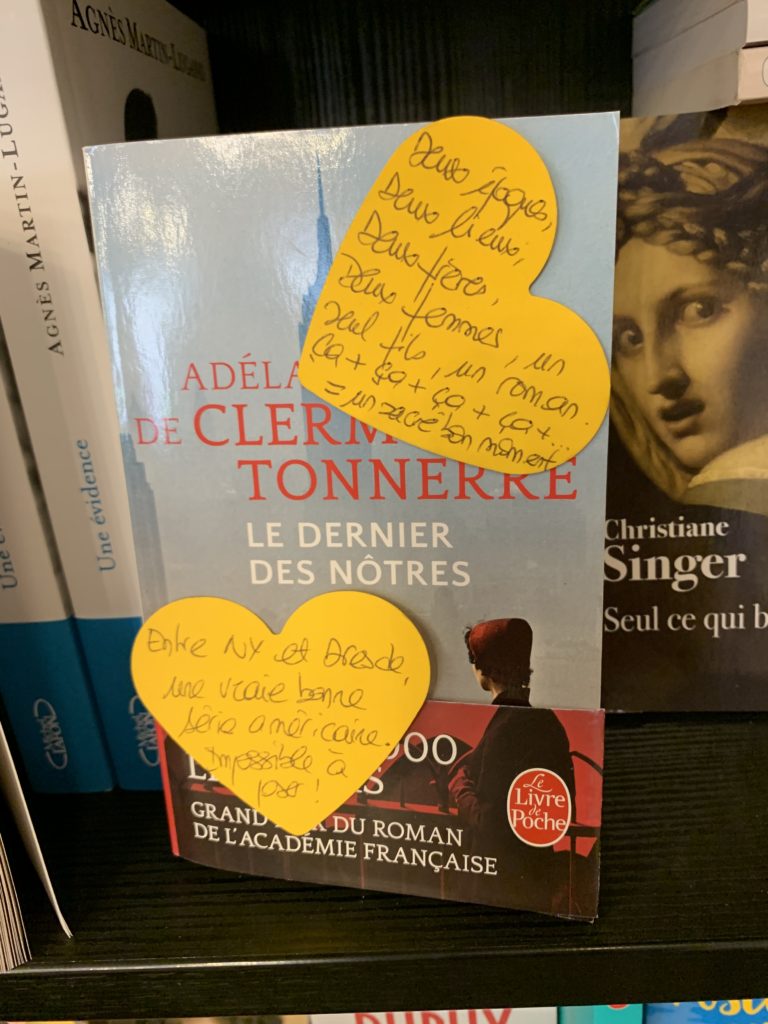 AGNÈS MARTIN-LUGAN
AGNÈS MARTIN-LUGA
Une évidence
Deux époques,
Deux lieux,
Deux frères,
Deux femmes, un
seul fils, un roman.
ça + ça + ça + ça +...
= un sacré bon moment
ADÉLA
DE CLERM
TONNERRE
LE DERNIER
DES NÔTRES
Entre NY et Dresde,
une vraie bonne
série américaine.
Impossible à
poser !
000
GRAND
DU ROMAN
DE L'ACADÉMIE FRANÇAISE
Le
Livre
de
Poche
Christiane
Singer
Seul ce qui b